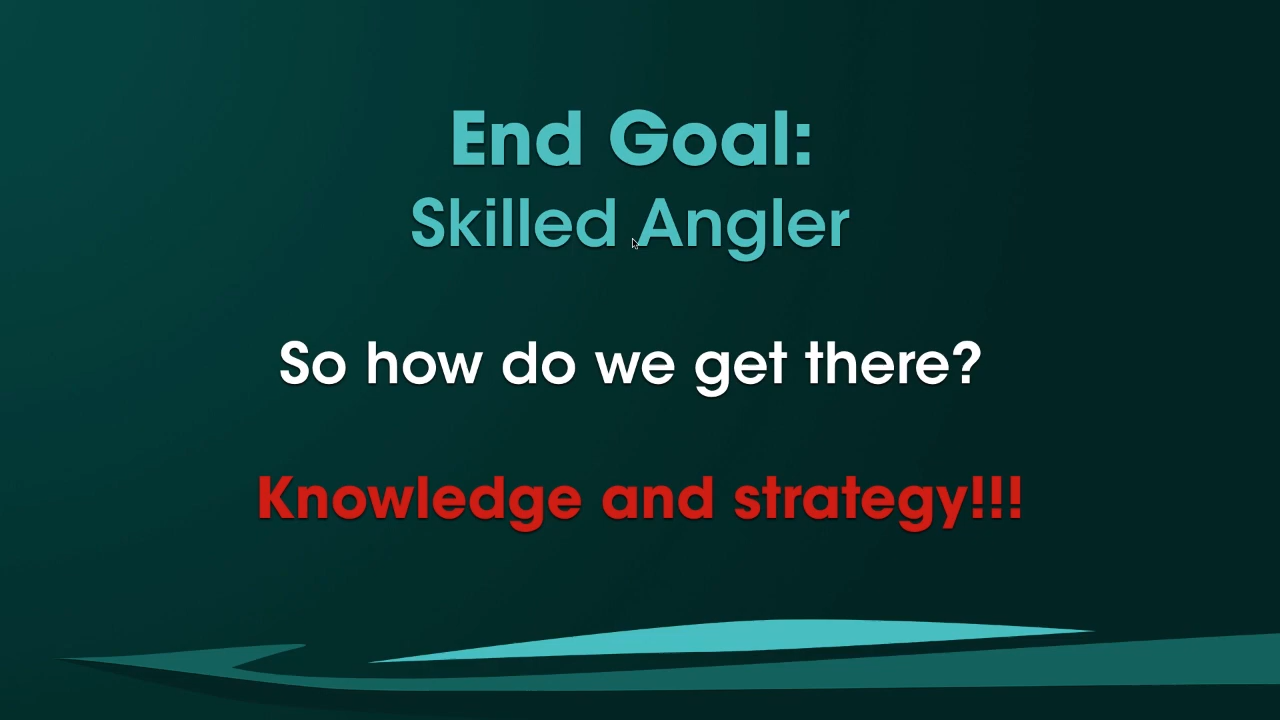 End Goal:
Skilled Angler
So how do we get there?
Knowledge and strategy!!!